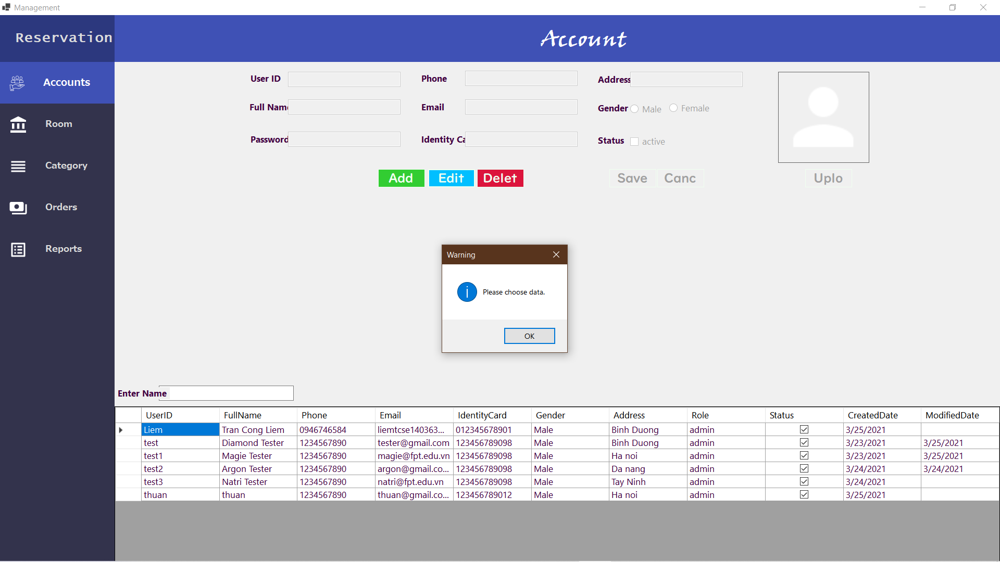 Management
Reservation
Account
Accounts
Room
Category
Orders
Reports
User ID
Phone
Address
Full Name
Email
Gender
Male
Female
Password
Identity Ca
Status
active
Add
Edit
Delet
Save
Canc
Uplo
Warning
Please choose data.
OK
Enter Name
UserID FullName Phone Email IdentityCard Gender Address Role Status CreatedDate ModifiedDate
Liem Tran Cong Liem 0946746584 liemtcse140363... 012345678901 Male Binh Duong admin 3/25/2021
test Diamond Tester 1234567890 tester@gmail.com 123456789098 Male Binh Duong admin 3/23/2021 3/25/2021
test1 Magie Tester 1234567890 magie@fpt.edu.vn 123456789098 Male Ha noi admin 3/23/2021 3/25/2021
test2 Argon Tester 1234567890 argon@gmail.co... 123456789098 Male Da nang admin 3/24/2021 3/24/2021
test3 Natri Tester 1234567890 natri@fpt.edu.vn 123456789098 Male Tay Ninh admin 3/24/2021
thuan thuan 1234567890 thuan@gmail.co... 123456789012 Male Ha noi admin 3/25/2021